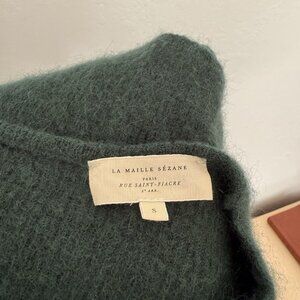 LA MAILLE SÉZANE
PARIS
RUE SAINT-FIACRE
2e ARR.
S